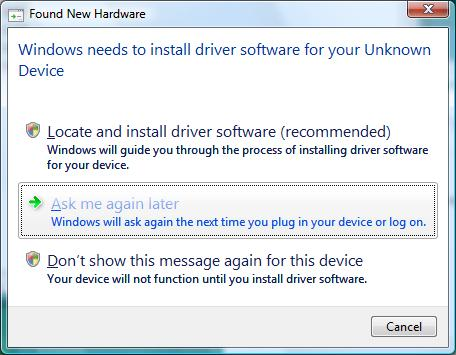 Found New Hardware
Windows needs to install driver software for your Unknown
Device
Locate and install driver software (recommended)
Windows will guide you through the process of installing driver software
for your device.
Ask me again later
Windows will ask again the next time you plug in your device or log on.
Don't show this message again for this device
Your device will not function until you install driver software.
Cancel